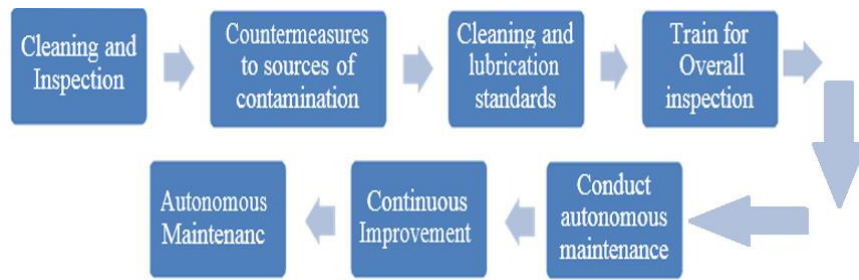 Cleaning and
Inspection
Countermeasures
to sources of
contamination
Cleaning and
lubrication
standards
Train for
Overall
inspection
Conduct
autonomous
maintenance
Continuous
Improvement
Autonomous
Maintenanc